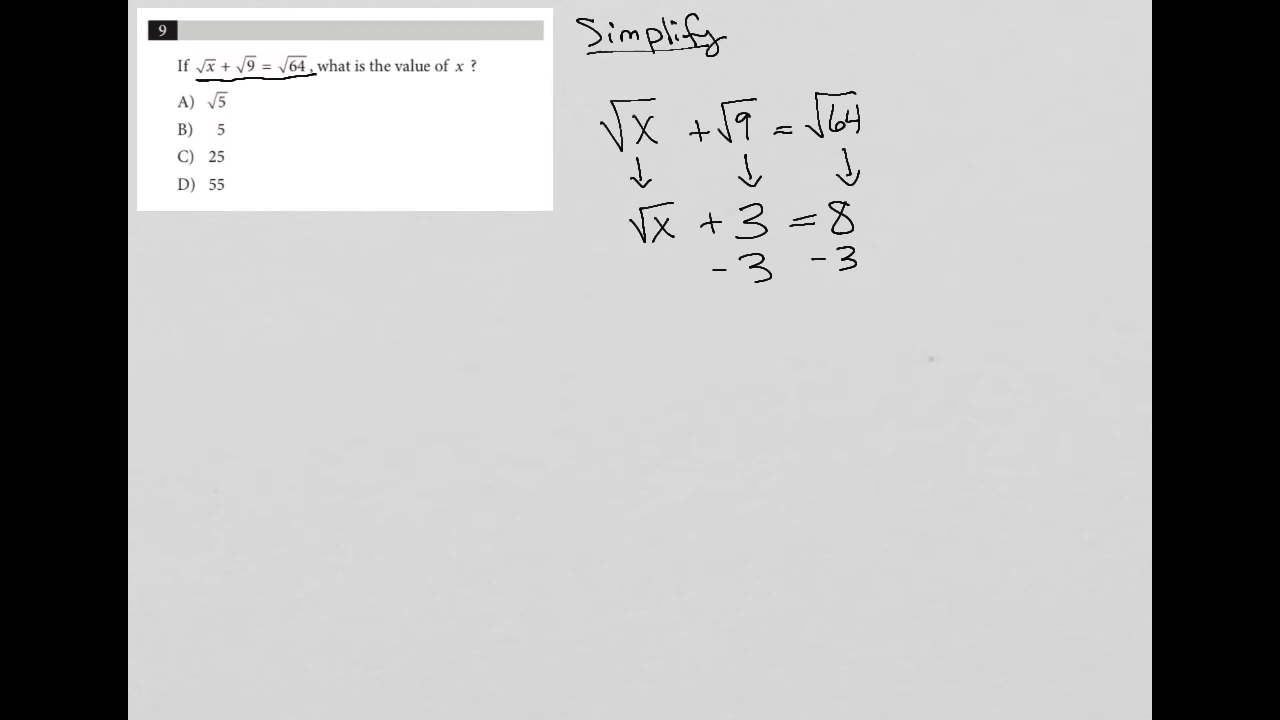 9
If √x + √9 = √64, what is the value of x ?
A) √5
B) 5
C) 25
D) 55
Simplify
√x + √9 = √64
↓ ↓ ↓
√x + 3 = 8
- 3 - 3